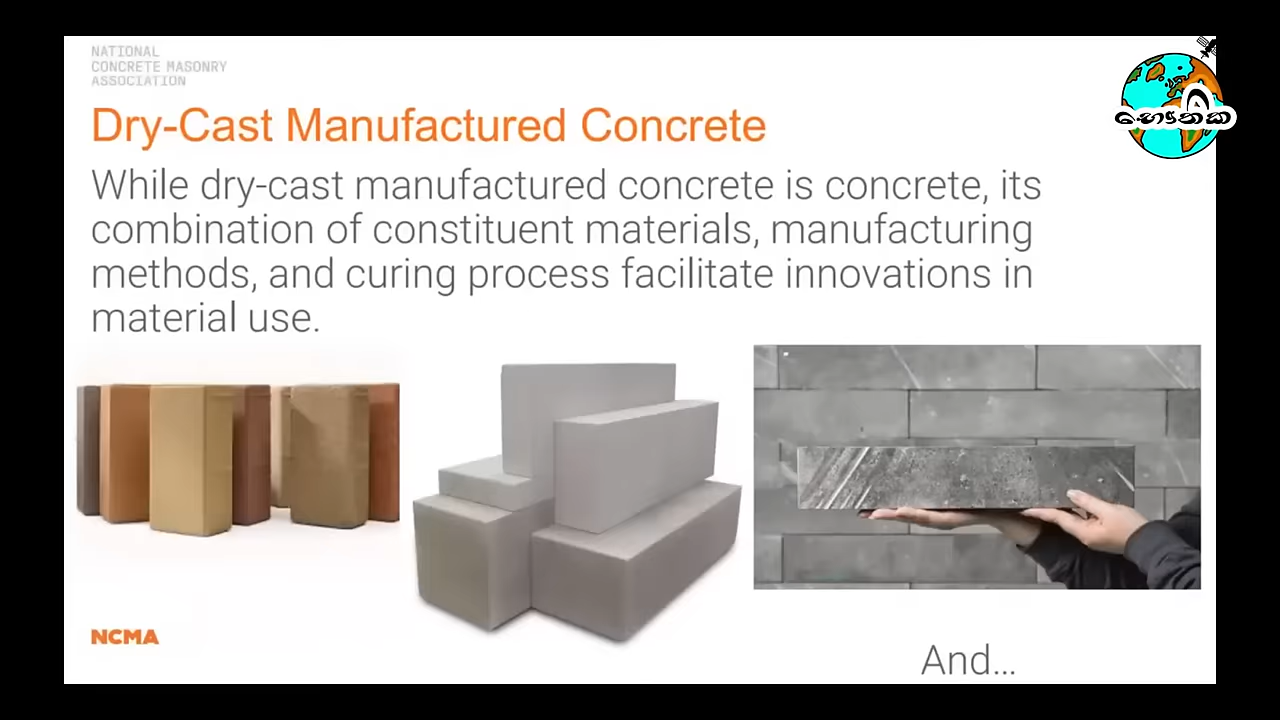 NATIONAL
CONCRETE MASONRY
ASSOCIATION
භෞතික
Dry-Cast Manufactured Concrete
While dry-cast manufactured concrete is concrete, its
combination of constituent materials, manufacturing
methods, and curing process facilitate innovations in
material use.
NCMA
And...